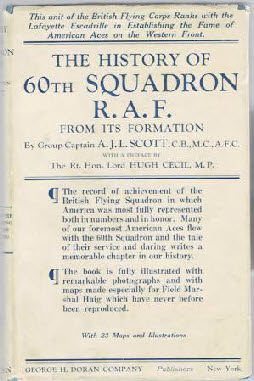 This unit of the British Flying Corps Ranks with the
Lafayette Escadrille in Establishing the Fame of
American Aces on the Western Front.
THE HISTORY OF
60TH SQUADRON
R.A.F.
FROM ITS FORMATION
By Group Captain A.J.L. SCOTT, C.B., M.C., A.F.C.
WITH A PREFACE BY
The Rt. Hon. Lord HUGH CECIL, M.P.
¶ The record of achievement of the
British Flying Squadron in which
America was most fully represented
both in numbers and in honor. Many
of our foremost American Aces flew
with the 60th Squadron and the tale
of their service and daring writes a
memorable chapter in our history.
¶ The book is fully illustrated with
remarkable photographs and with
maps made especially for Field Mar-
shal Haig which have never before
been reproduced.
With 25 Maps and Illustrations
GEORGE H. DORAN COMPANY Publishers New York